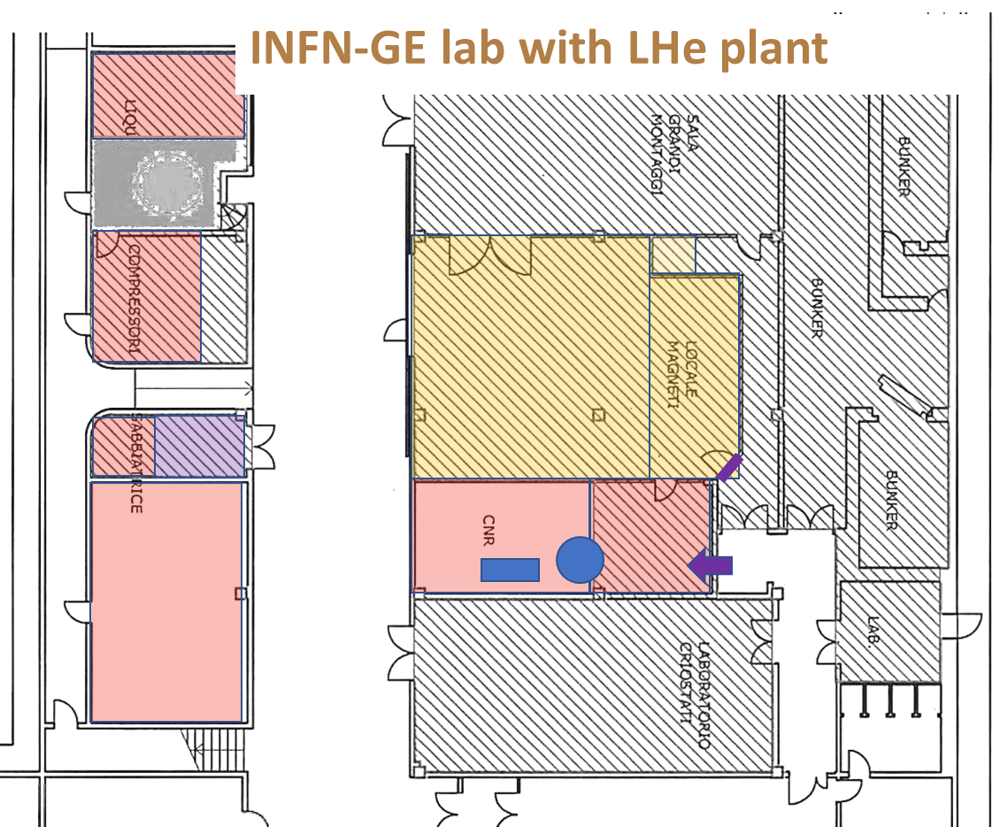 INFN-GE lab with LHe plant
LIQU
SALA
GRANDI
MONTAGGI
BUNKER
COMPRESSORI
BUNKER
LOCALE
MAGNETI
SABBIATRICE
BUNKER
CNR
LAB.
LABORATORIO
CRIOSTATI